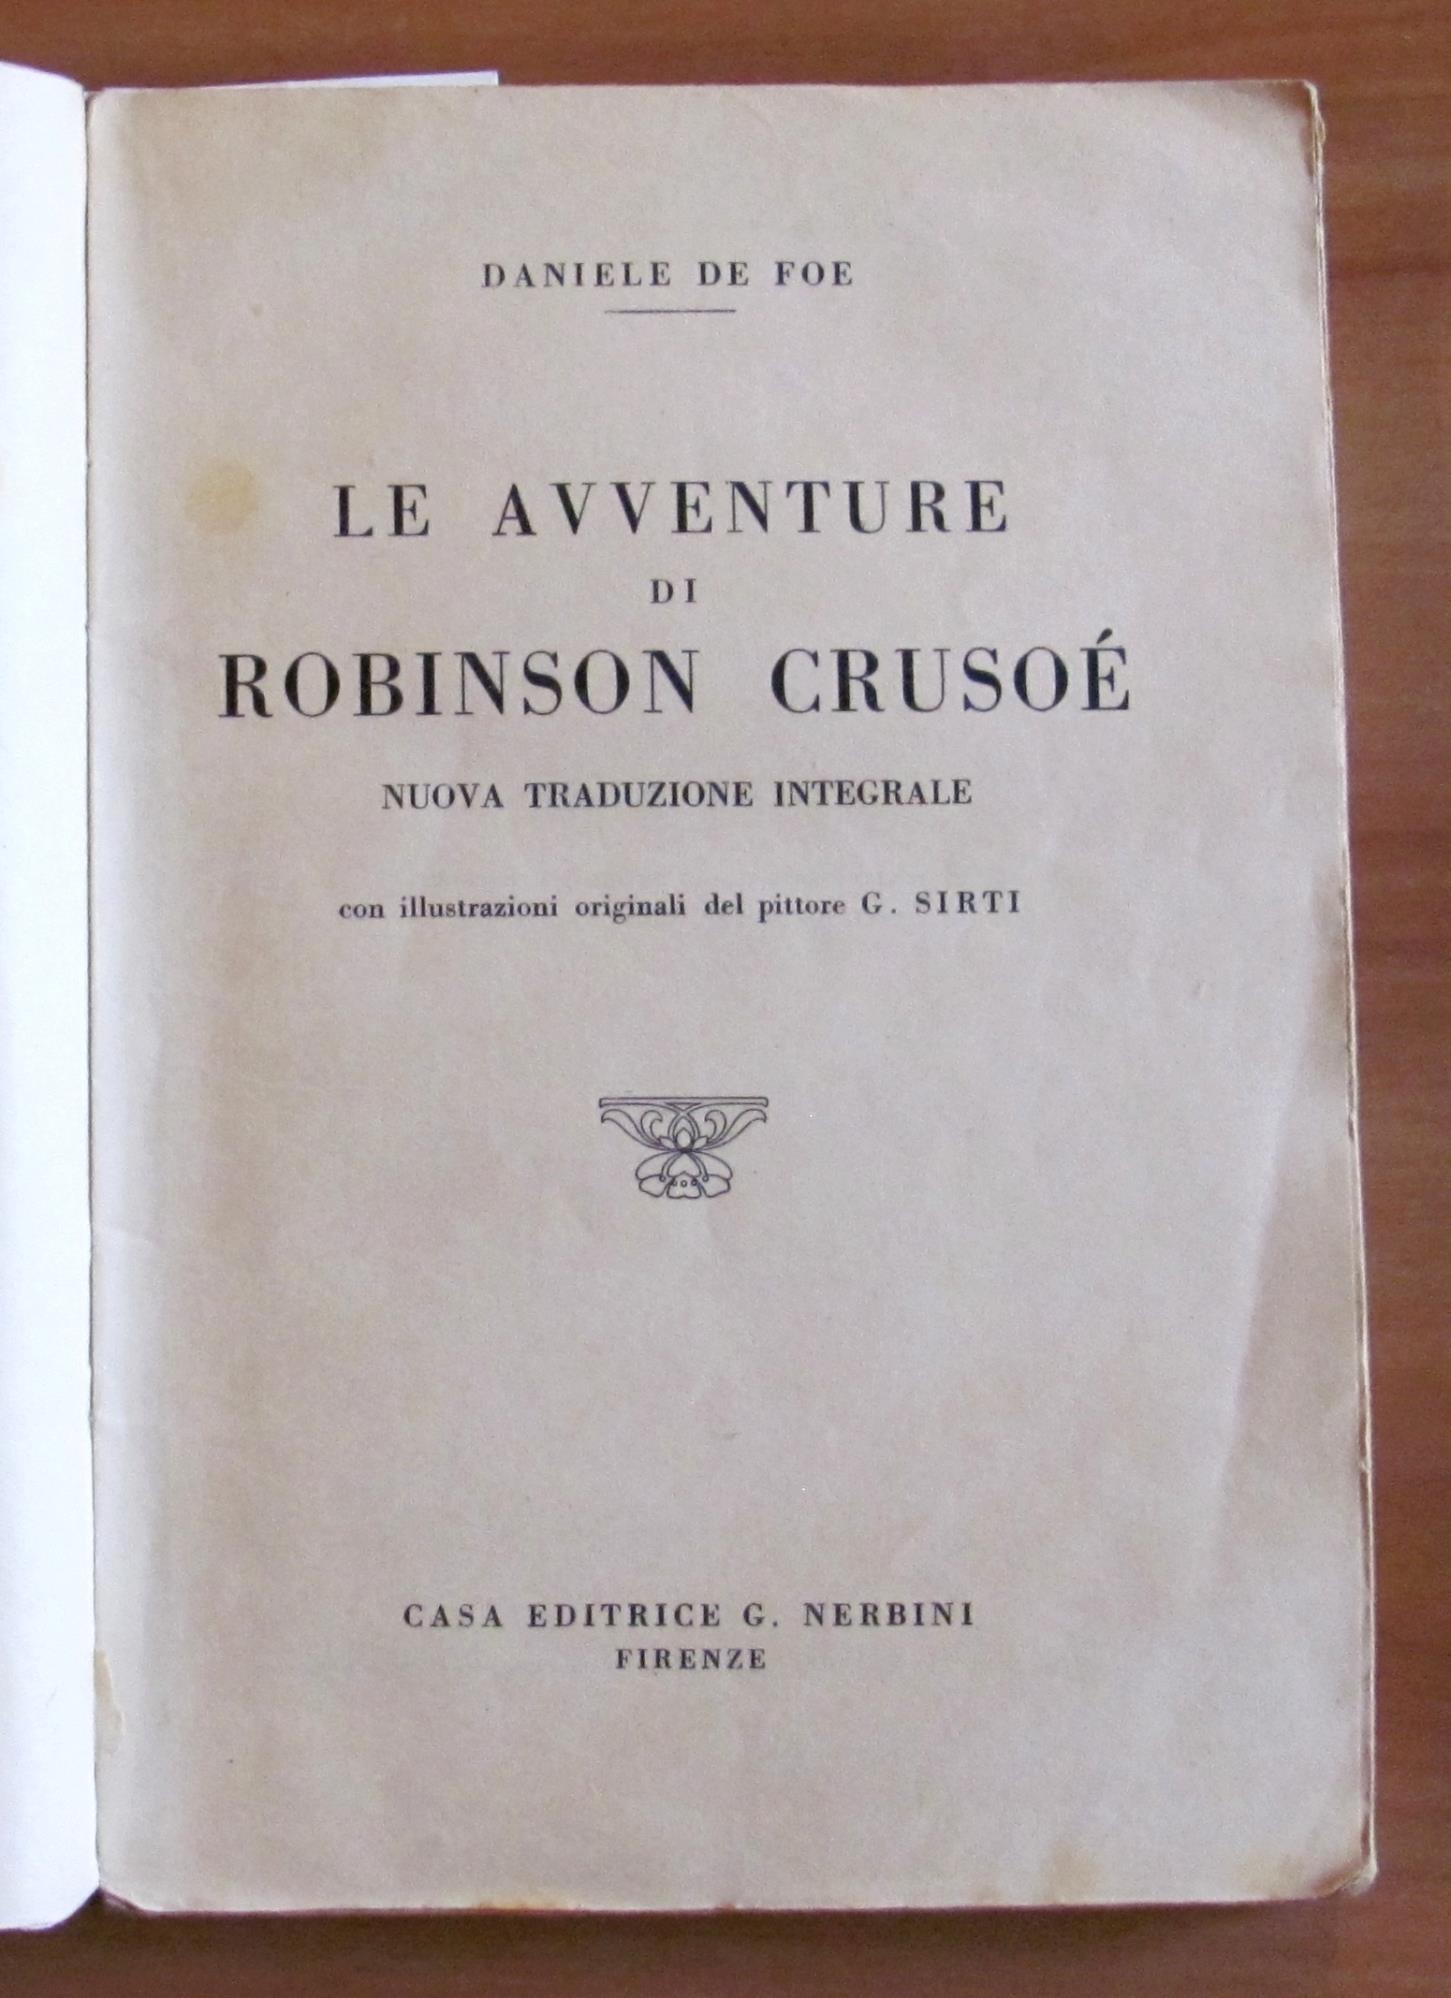 DANIELE DE FOE
LE AVVENTURE
DI
ROBINSON CRUSOÉ
NUOVA TRADUZIONE INTEGRALE
con illustrazioni originali del pittore G. SIRTI
CASA EDITRICE G. NERBINI
FIRENZE